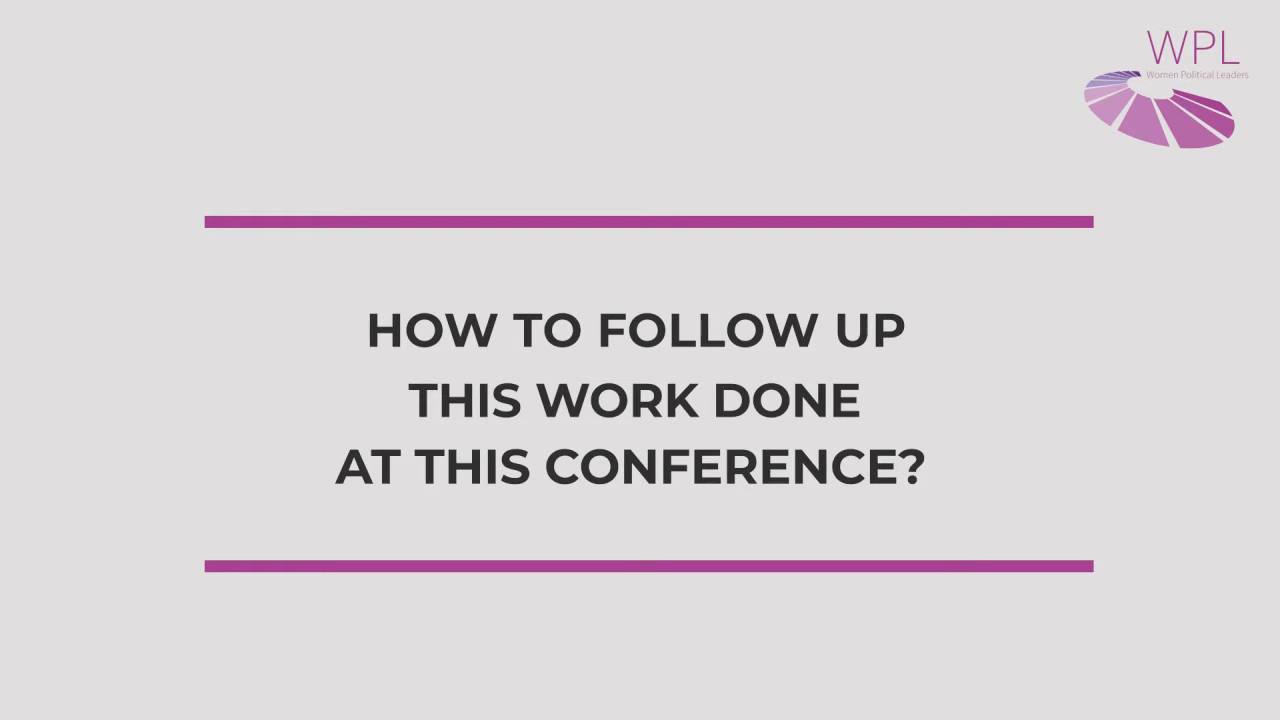 WPL
Women Political Leaders
HOW TO FOLLOW UP
THIS WORK DONE
AT THIS CONFERENCE?